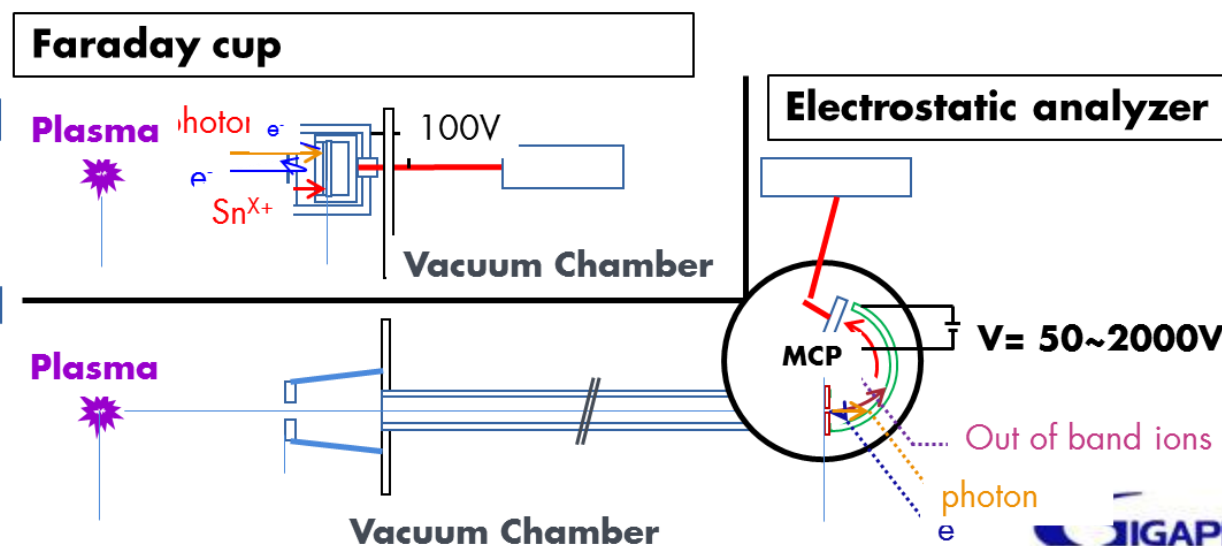 Faraday cup
Electrostatic analyzer
Plasma
photon
e-
100V
e-
Snˣ⁺
Vacuum Chamber
MCP
V= 50~2000V
Plasma
Out of band ions
photon
e
Vacuum Chamber